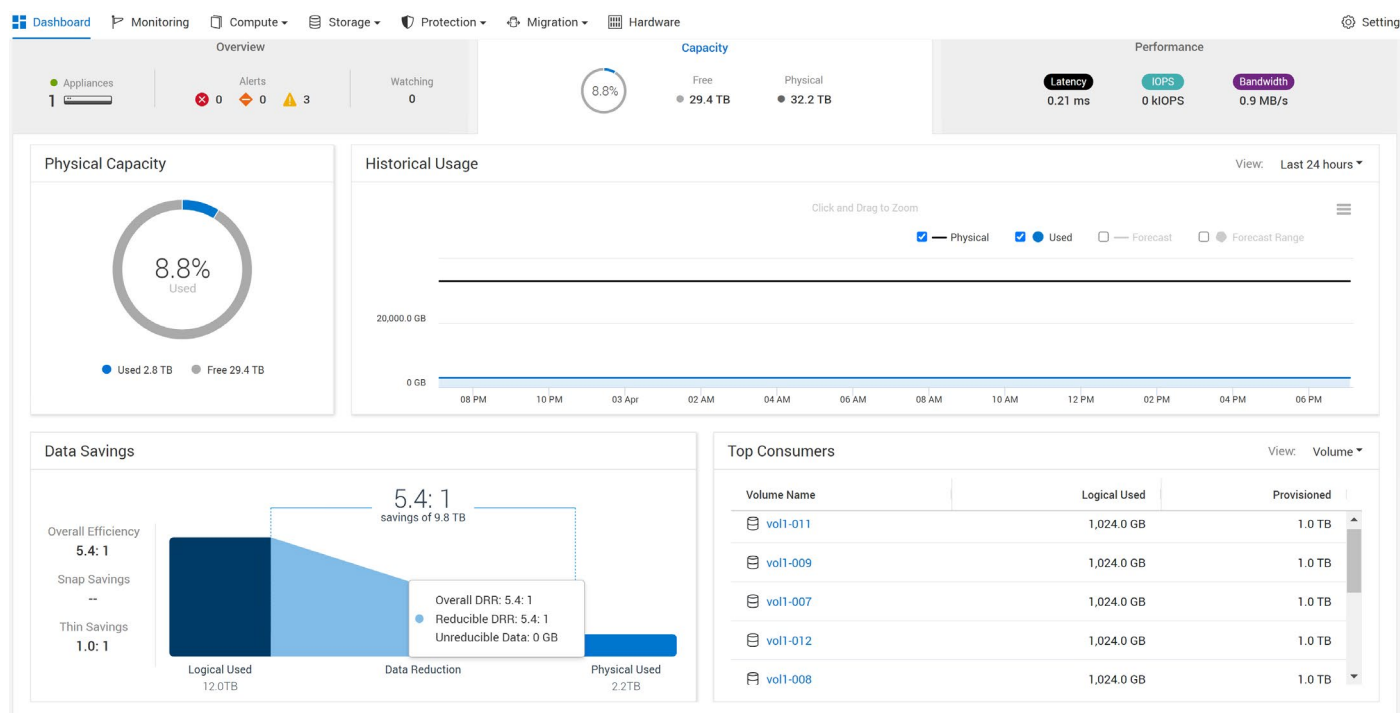 Dashboard Monitoring Compute Storage Protection Migration Hardware Setting
Overview
Appliances Alerts Watching
1 0 0 3 0
Capacity
8.8% Free Physical
29.4 TB 32.2 TB
Performance
Latency IOPS Bandwidth
0.21 ms 0 kIOPS 0.9 MB/s
Physical Capacity
8.8%
Used
Used 2.8 TB Free 29.4 TB
Historical Usage View: Last 24 hours
Click and Drag to Zoom
Physical Used Forecast Forecast Range
20,000.0 GB
0 GB
08 PM 10 PM 03 Apr 02 AM 04 AM 06 AM 08 AM 10 AM 12 PM 02 PM 04 PM 06 PM
Data Savings
Overall Efficiency
5.4: 1
Snap Savings
--
Thin Savings
1.0: 1
5.4: 1
savings of 9.8 TB
Overall DRR: 5.4: 1
Reducible DRR: 5.4: 1
Unreducible Data: 0 GB
Logical Used Data Reduction Physical Used
12.0TB 2.2TB
Top Consumers View: Volume
Volume Name Logical Used Provisioned
vol1-011 1,024.0 GB 1.0 TB
vol1-009 1,024.0 GB 1.0 TB
vol1-007 1,024.0 GB 1.0 TB
vol1-012 1,024.0 GB 1.0 TB
vol1-008 1,024.0 GB 1.0 TB